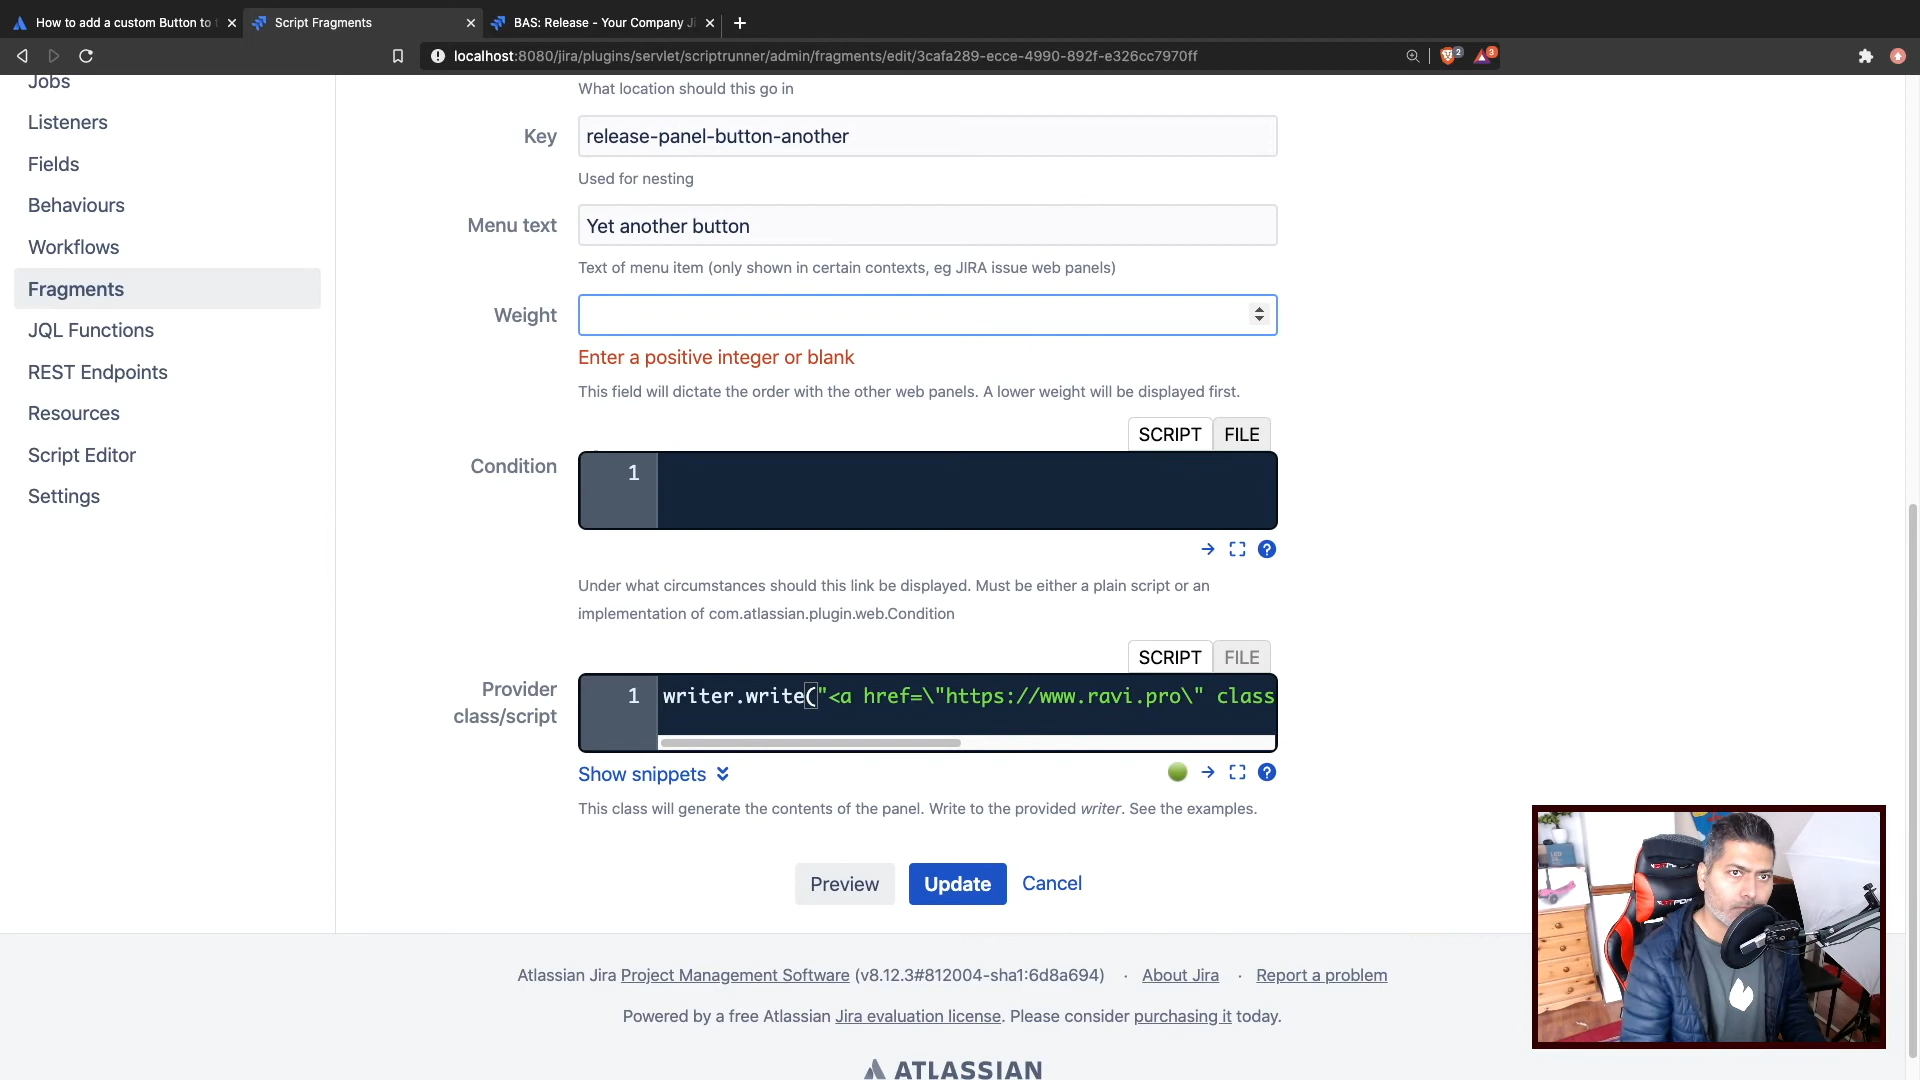 How to add a custom Button to t
Script Fragments
BAS: Release - Your Company Ji
localhost:8080/jira/plugins/servlet/scriptrunner/admin/fragments/edit/3cafa289-ecce-4990-892f-e326cc7970ff
2
3
Jobs
Listeners
Fields
Behaviours
Workflows
Fragments
JQL Functions
REST Endpoints
Resources
Script Editor
Settings
What location should this go in
Key
release-panel-button-another
Used for nesting
Menu text
Yet another button
Text of menu item (only shown in certain contexts, eg JIRA issue web panels)
Weight
Enter a positive integer or blank
This field will dictate the order with the other web panels. A lower weight will be displayed first.
SCRIPT FILE
Condition
1
Under what circumstances should this link be displayed. Must be either a plain script or an
implementation of com.atlassian.plugin.web.Condition
SCRIPT FILE
Provider
class/script
1 writer.write("<a href=\"https://www.ravi.pro\" class
Show snippets
This class will generate the contents of the panel. Write to the provided writer. See the examples.
Preview Update Cancel
Atlassian Jira Project Management Software (v8.12.3#812004-sha1:6d8a694) · About Jira · Report a problem
Powered by a free Atlassian Jira evaluation license. Please consider purchasing it today.
ATLASSIAN